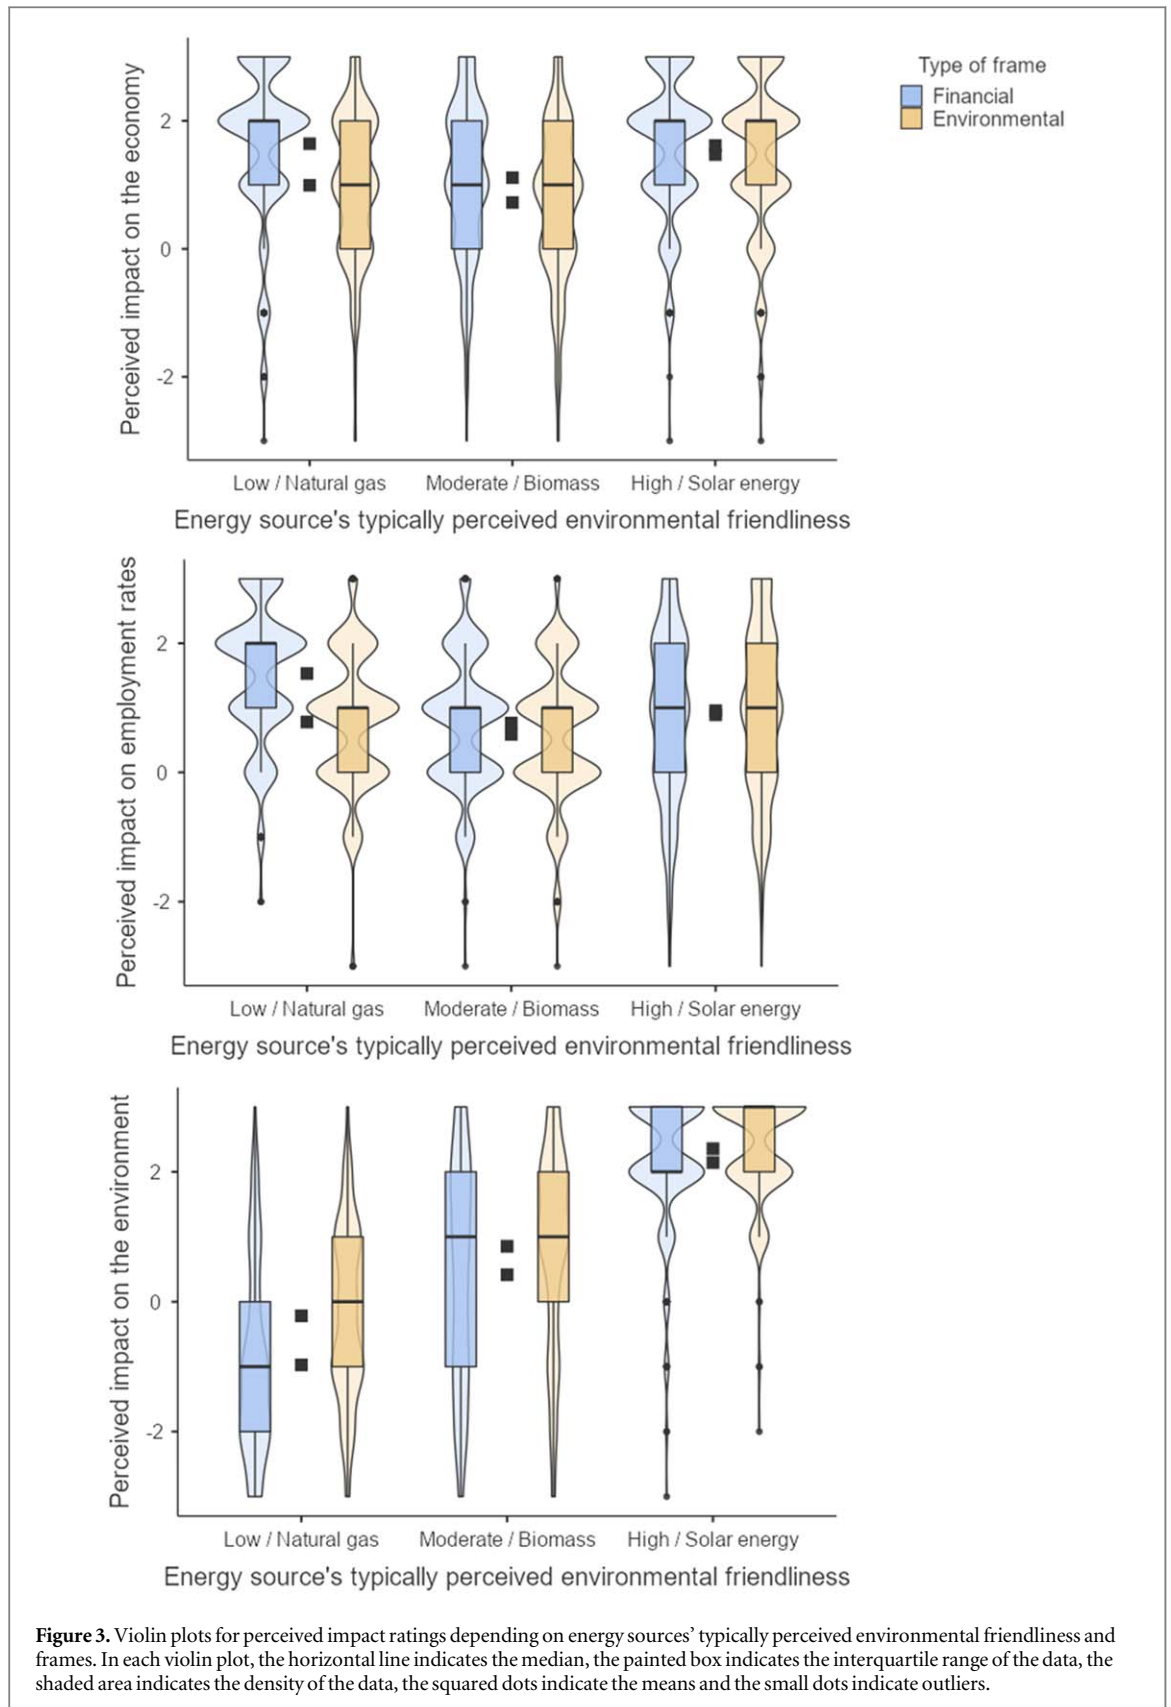 Type of frame
Financial
Environmental
Perceived impact on the economy
2
0
-2
Low / Natural gas Moderate / Biomass High / Solar energy
Energy source's typically perceived environmental friendliness
Perceived impact on employment rates
2
0
-2
Low / Natural gas Moderate / Biomass High / Solar energy
Energy source's typically perceived environmental friendliness
Perceived impact on the environment
2
0
-2
Low / Natural gas Moderate / Biomass High / Solar energy
Energy source's typically perceived environmental friendliness
Figure 3. Violin plots for perceived impact ratings depending on energy sources’ typically perceived environmental friendliness and
frames. In each violin plot, the horizontal line indicates the median, the painted box indicates the interquartile range of the data, the
shaded area indicates the density of the data, the squared dots indicate the means and the small dots indicate outliers.